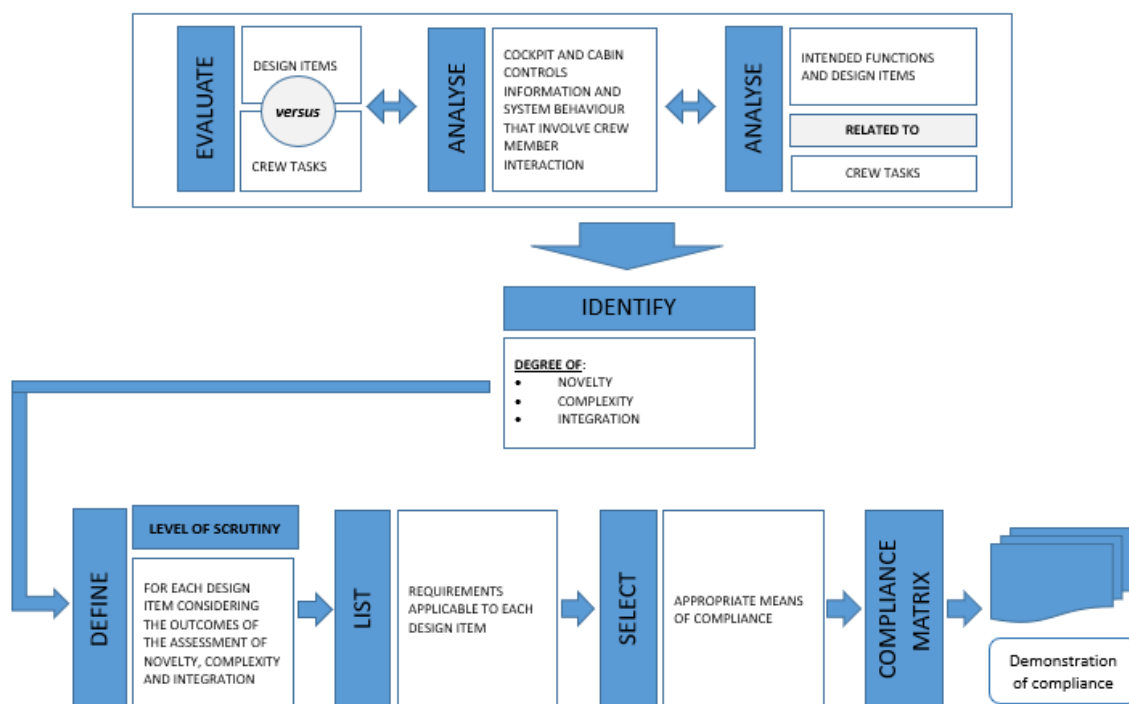 EVALUATE
DESIGN ITEMS
versus
CREW TASKS
ANALYSE
COCKPIT AND CABIN
CONTROLS
INFORMATION AND
SYSTEM BEHAVIOUR
THAT INVOLVE CREW
MEMBER
INTERACTION
ANALYSE
INTENDED FUNCTIONS
AND DESIGN ITEMS
RELATED TO
CREW TASKS
IDENTIFY
DEGREE OF:
• NOVELTY
• COMPLEXITY
• INTEGRATION
DEFINE
LEVEL OF SCRUTINY
FOR EACH DESIGN
ITEM CONSIDERING
THE OUTCOMES OF
THE ASSESSMENT OF
NOVELTY, COMPLEXITY
AND INTEGRATION
LIST
REQUIREMENTS
APPLICABLE TO EACH
DESIGN ITEM
SELECT
APPROPRIATE MEANS
OF COMPLIANCE
COMPLIANCE
MATRIX
Demonstration
of compliance